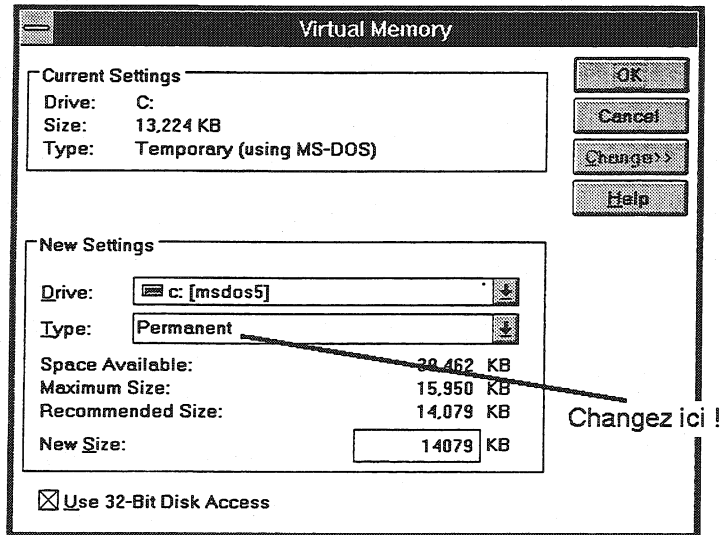 Virtual Memory
Current Settings
Drive: C:
Size: 13,224 KB
Type: Temporary (using MS-DOS)
OK
Cancel
Change>>
Help
New Settings
Drive: c: [msdos5]
Type: Permanent
Space Available: 38,462 KB
Maximum Size: 15,950 KB
Recommended Size: 14,079 KB
Changez ici !
New Size: 14079 KB
Use 32-Bit Disk Access